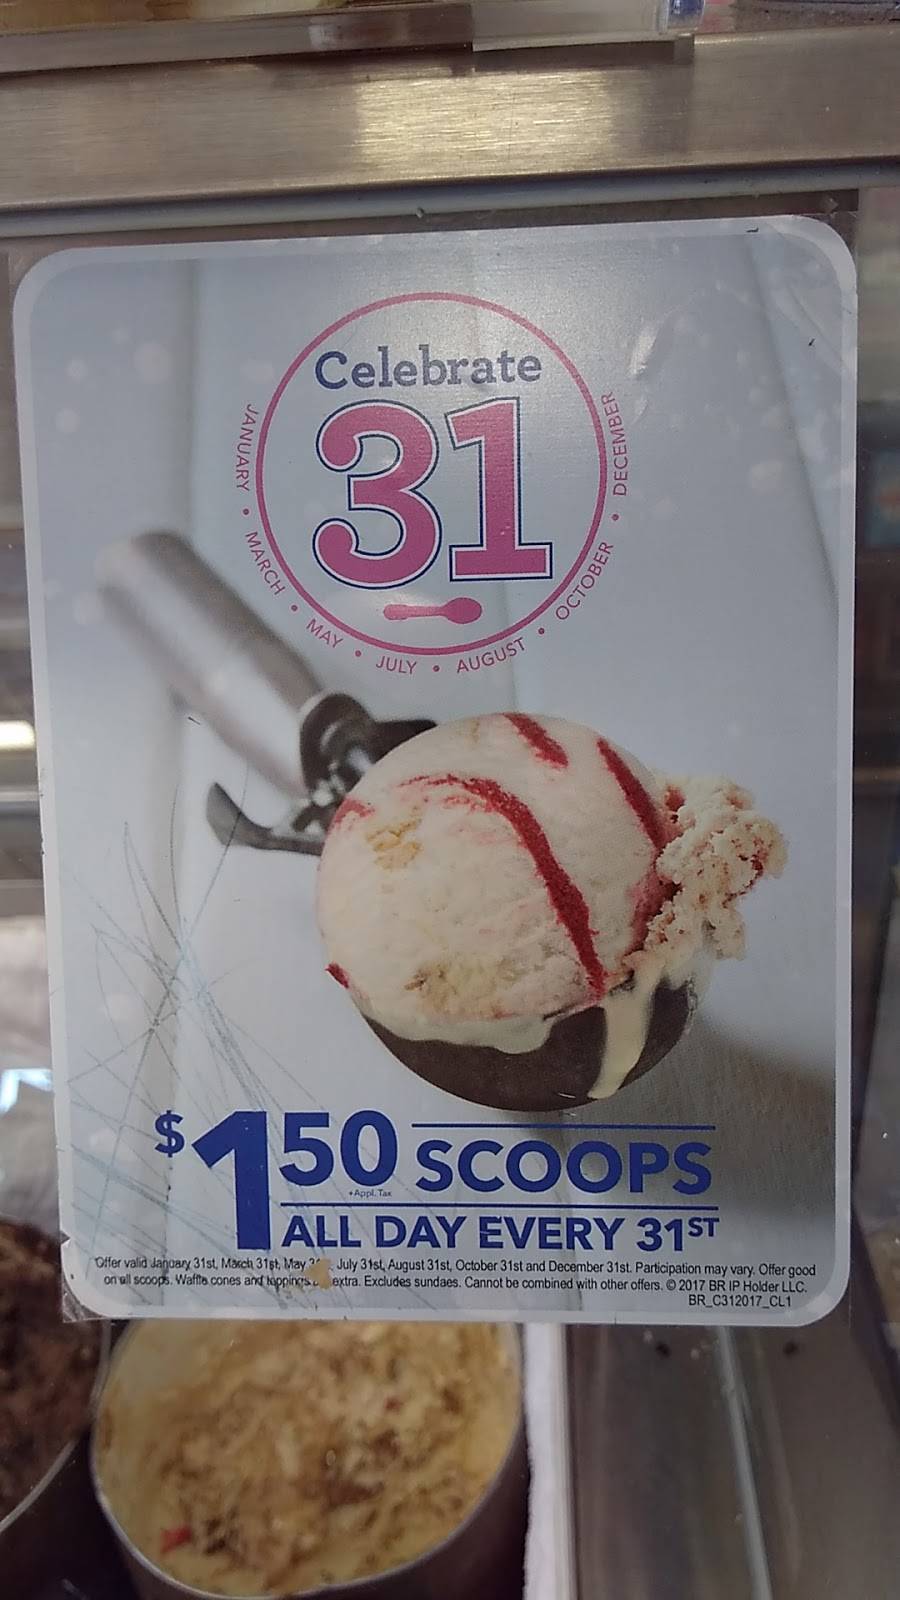 Celebrate
31
JANUARY • MARCH • MAY • JULY • AUGUST • OCTOBER • DECEMBER
$1.50 SCOOPS
+Appl. Tax
ALL DAY EVERY 31ST
Offer valid January 31st, March 31st, May July 31st, August 31st, October 31st and December 31st. Participation may vary. Offer good
on all scoops. Waffle cones and toppings extra. Excludes sundaes. Cannot be combined with other offers. © 2017 BR IP Holder LLC.
BR_C312017_CL1